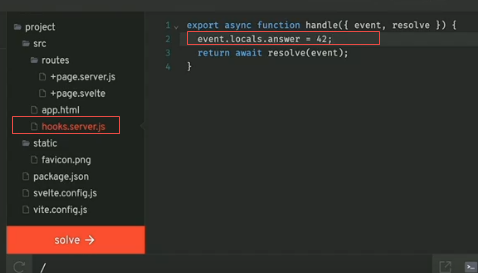 project
src
routes
+page.server.js
+page.svelte
app.html
hooks.server.js
static
favicon.png
package.json
svelte.config.js
vite.config.js
solve →
1 export async function handle({ event, resolve }) {
2 event.locals.answer = 42;
3 return await resolve(event);
4 }
/